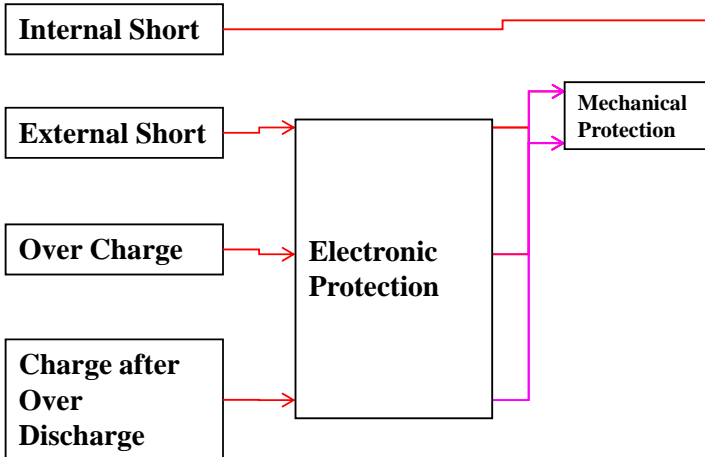 Internal Short
External Short
Mechanical
Protection
Over Charge
Electronic
Protection
Charge after
Over
Discharge